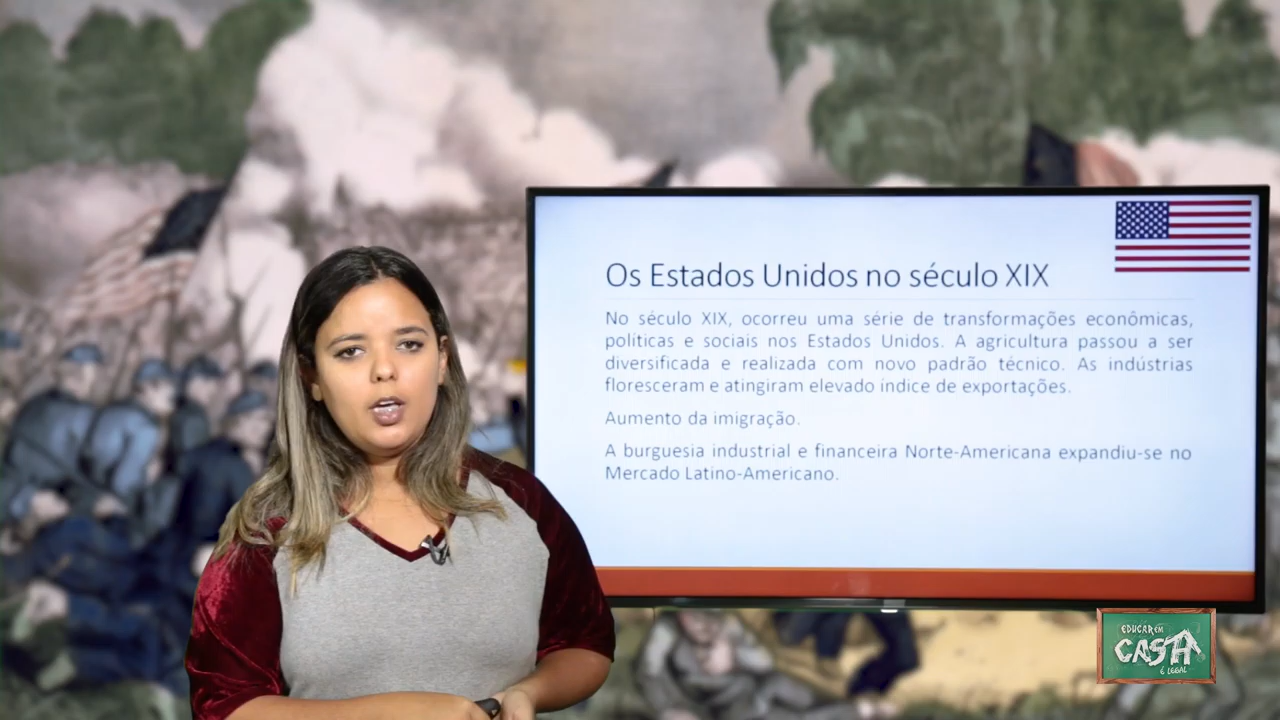 Os Estados Unidos no século XIX
No século XIX, ocorreu uma série de transformações econômicas,
políticas e sociais nos Estados Unidos. A agricultura passou a ser
diversificada e realizada com novo padrão técnico. As indústrias
floresceram e atingiram elevado índice de exportações.
Aumento da imigração.
A burguesia industrial e financeira Norte-Americana expandiu-se no
Mercado Latino-Americano.
EDUCAR EM
CASA
É LEGAL